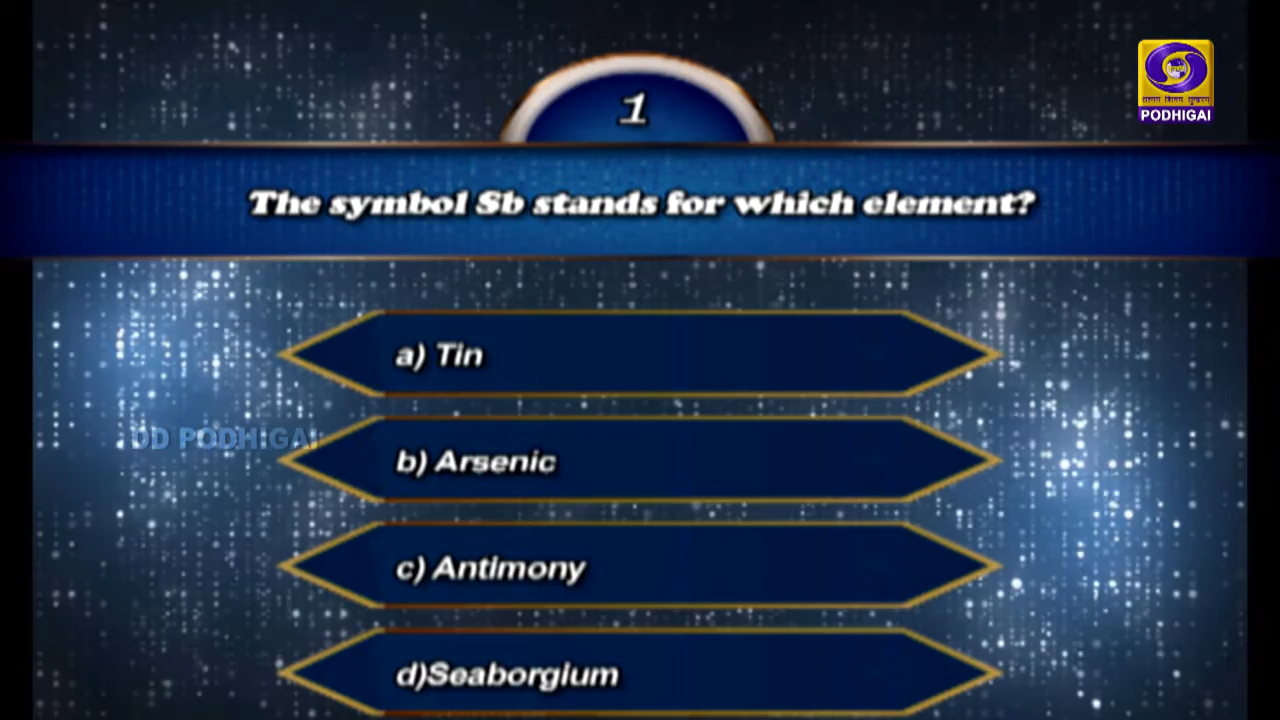 PODHIGAI
1
The symbol Sb stands for which element?
a) Tin
DD PODHIGAI
b) Arsenic
c) Antimony
d)Seaborgium